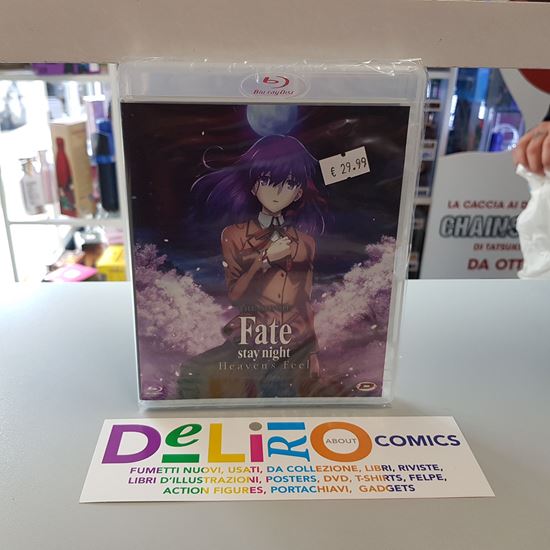 Blu-ray Disc
€ 29.99
Fate
stay night
Heaven's Feel
LA CACCIA AI D
CHAINS
DI TATSUK
DA OTT
DELIRIO ABOUT COMICS
FUMETTI NUOVI, USATI, DA COLLEZIONE, LIBRI, RIVISTE,
LIBRI D'ILLUSTRAZIONI, POSTERS, DVD, T-SHIRTS, FELPE,
ACTION FIGURES, PORTACHIAVI, GADGETS